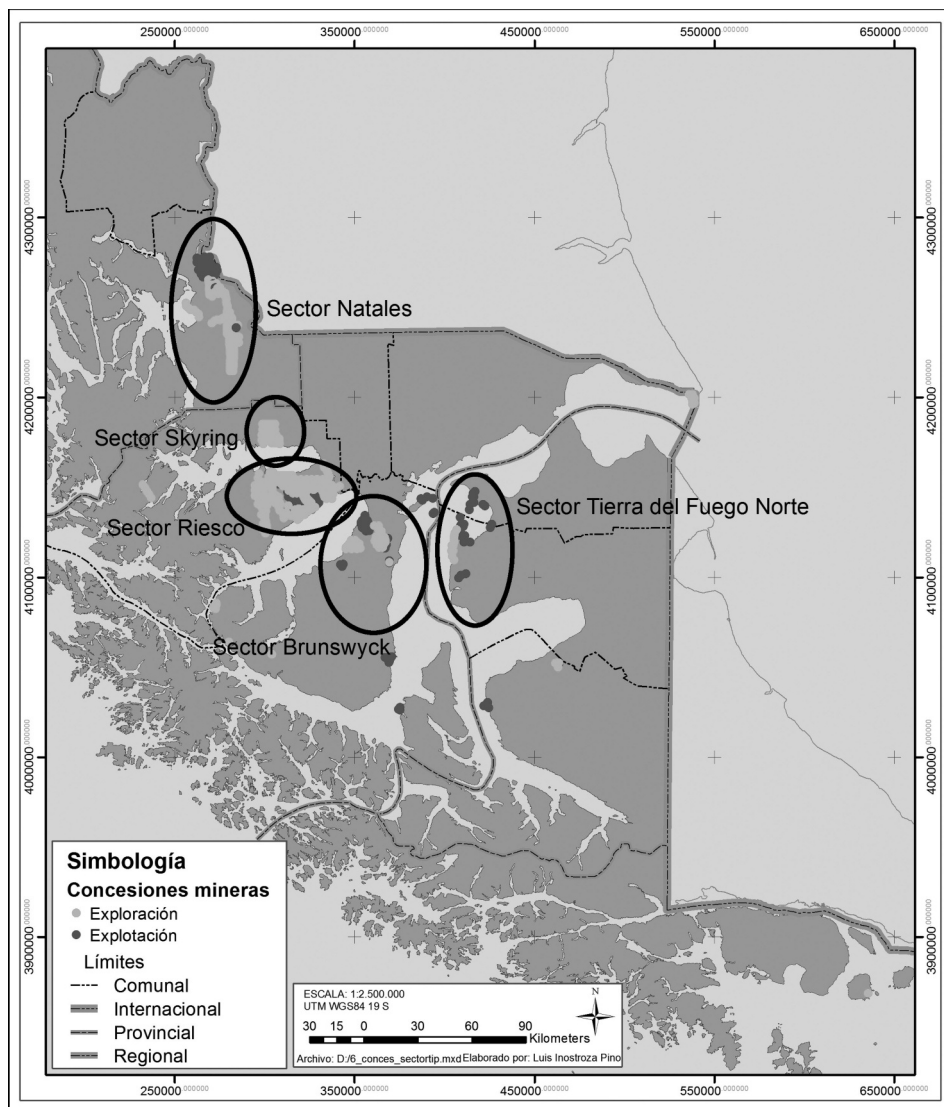 250000.000000 350000.000000 450000.000000 550000.000000 650000.000000
4300000.000000 4300000.000000
Sector Natales
4200000.000000 4200000.000000
Sector Skyring
Sector Tierra del Fuego Norte
Sector Riesco
4100000.000000 4100000.000000
Sector Brunswyck
4000000.000000 4000000.000000
Simbología
Concesiones mineras
Exploración
Explotación
Límites
Comunal
Internacional
Provincial
Regional
3900000.000000 3900000.000000
ESCALA: 1:2.500.000
UTM WGS84 19 S
N
30 15 0 30 60 90
Kilometers
Archivo: D:/6_conces_sectortip.mxd Elaborado por: Luis Inostroza Pino
250000.000000 350000.000000 450000.000000 550000.000000 650000.000000